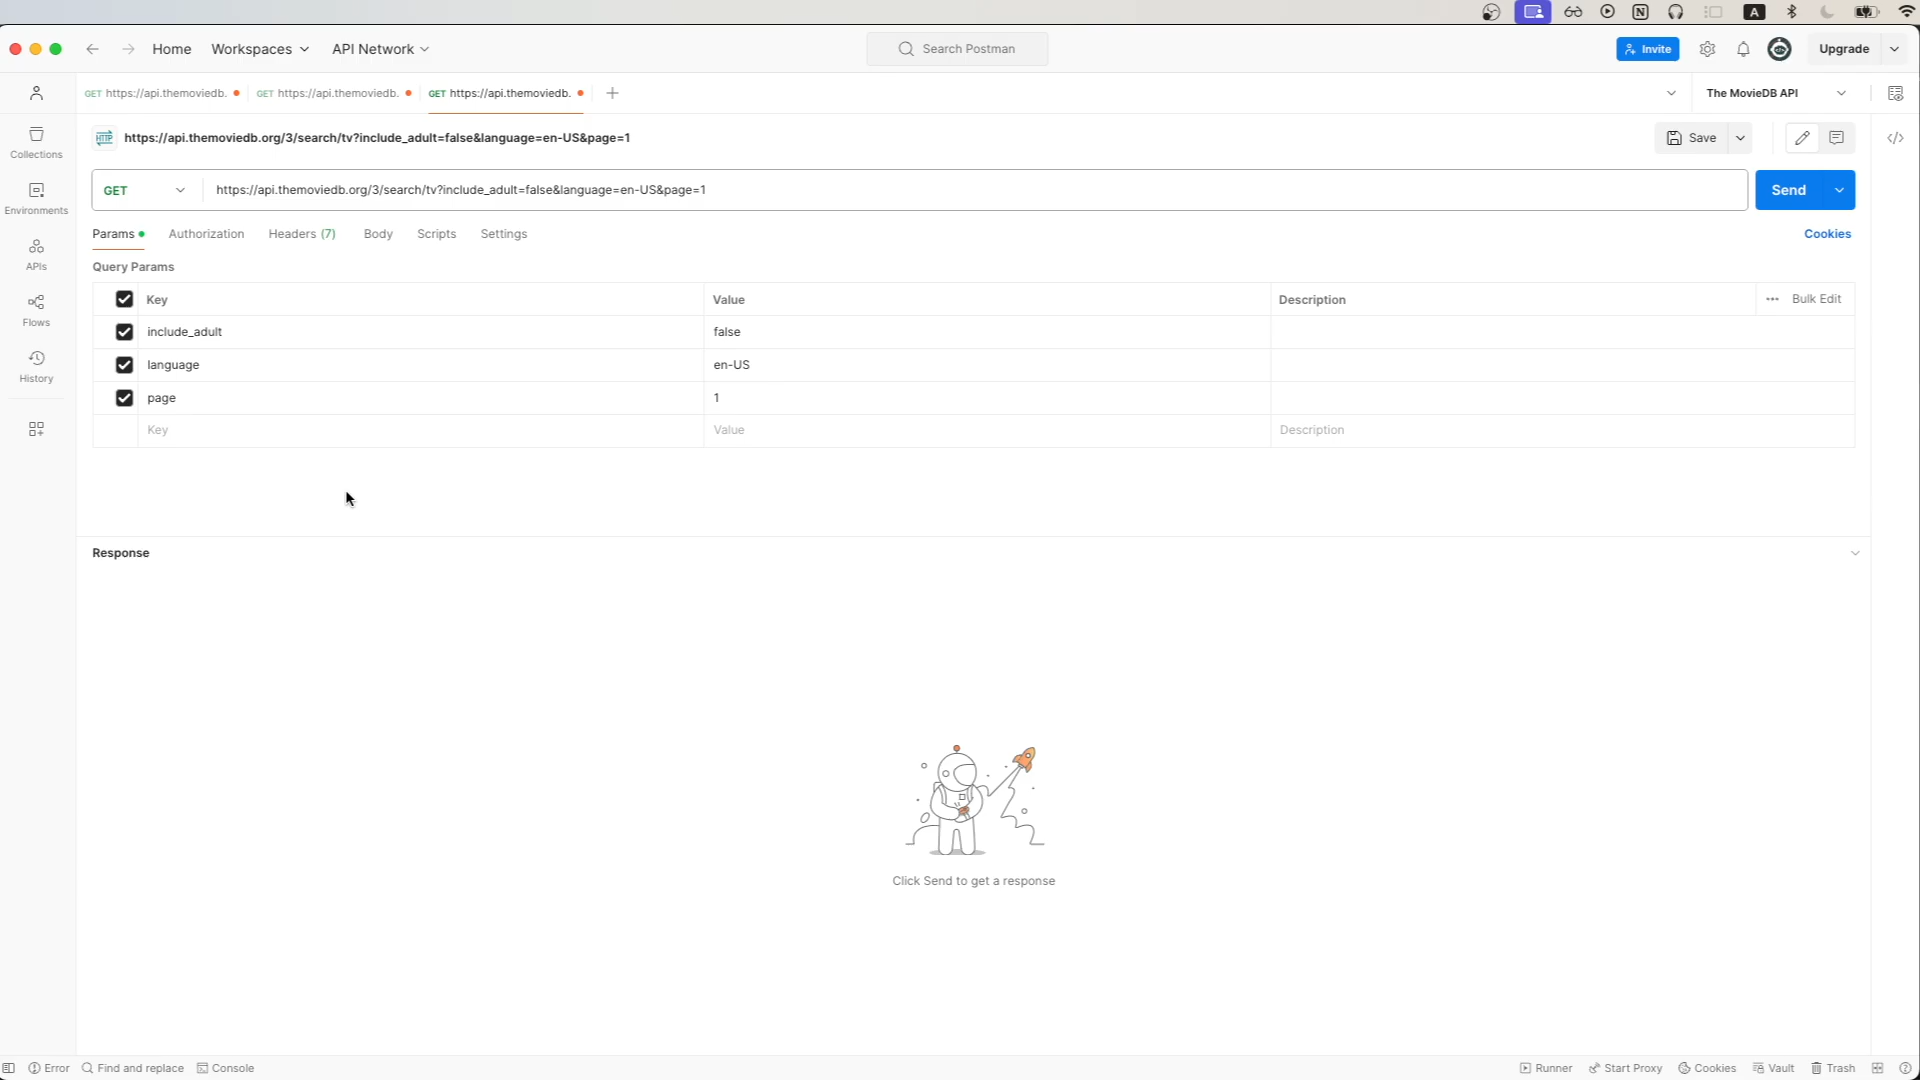 A
Home
Workspaces
API Network
Search Postman
Invite
Upgrade
GET https://api.themoviedb.
GET https://api.themoviedb.
GET https://api.themoviedb.
The MovieDB API
HTTP
https://api.themoviedb.org/3/search/tv?include_adult=false&language=en-US&page=1
Save
Collections
Environments
APIs
Flows
History
GET
https://api.themoviedb.org/3/search/tv?include_adult=false&language=en-US&page=1
Send
Params
Authorization
Headers (7)
Body
Scripts
Settings
Cookies
Query Params
Key
Value
Description
Bulk Edit
include_adult
false
language
en-US
page
1
Key
Value
Description
Response
Click Send to get a response
Error
Find and replace
Console
Runner
Start Proxy
Cookies
Vault
Trash